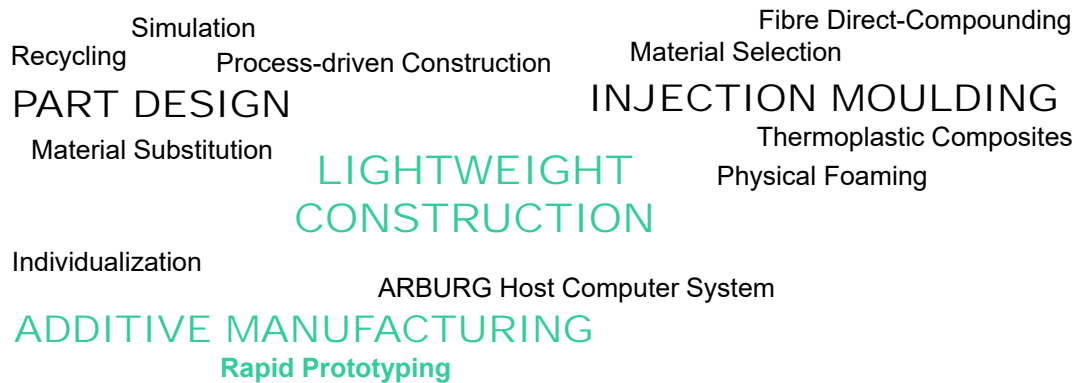 Simulation
Fibre Direct-Compounding
Recycling
Process-driven Construction
Material Selection
PART DESIGN
INJECTION MOULDING
Material Substitution
Thermoplastic Composites
LIGHTWEIGHT
CONSTRUCTION
Physical Foaming
Individualization
ARBURG Host Computer System
ADDITIVE MANUFACTURING
Rapid Prototyping